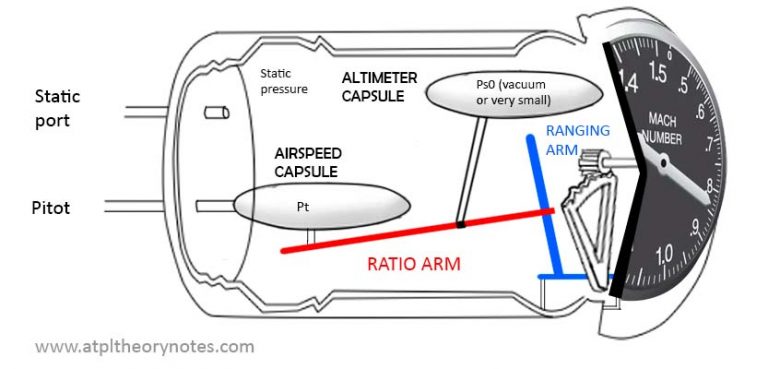 Static
port
Static
pressure
ALTIMETER
CAPSULE
Ps0 (vacuum
or very small)
RANGING
ARM
AIRSPEED
CAPSULE
Pitot
Pt
RATIO ARM
MACH
NUMBER
0
.5
.6
.7
.8
.9
1.0
1.4
1.5
www.atpltheorynotes.com